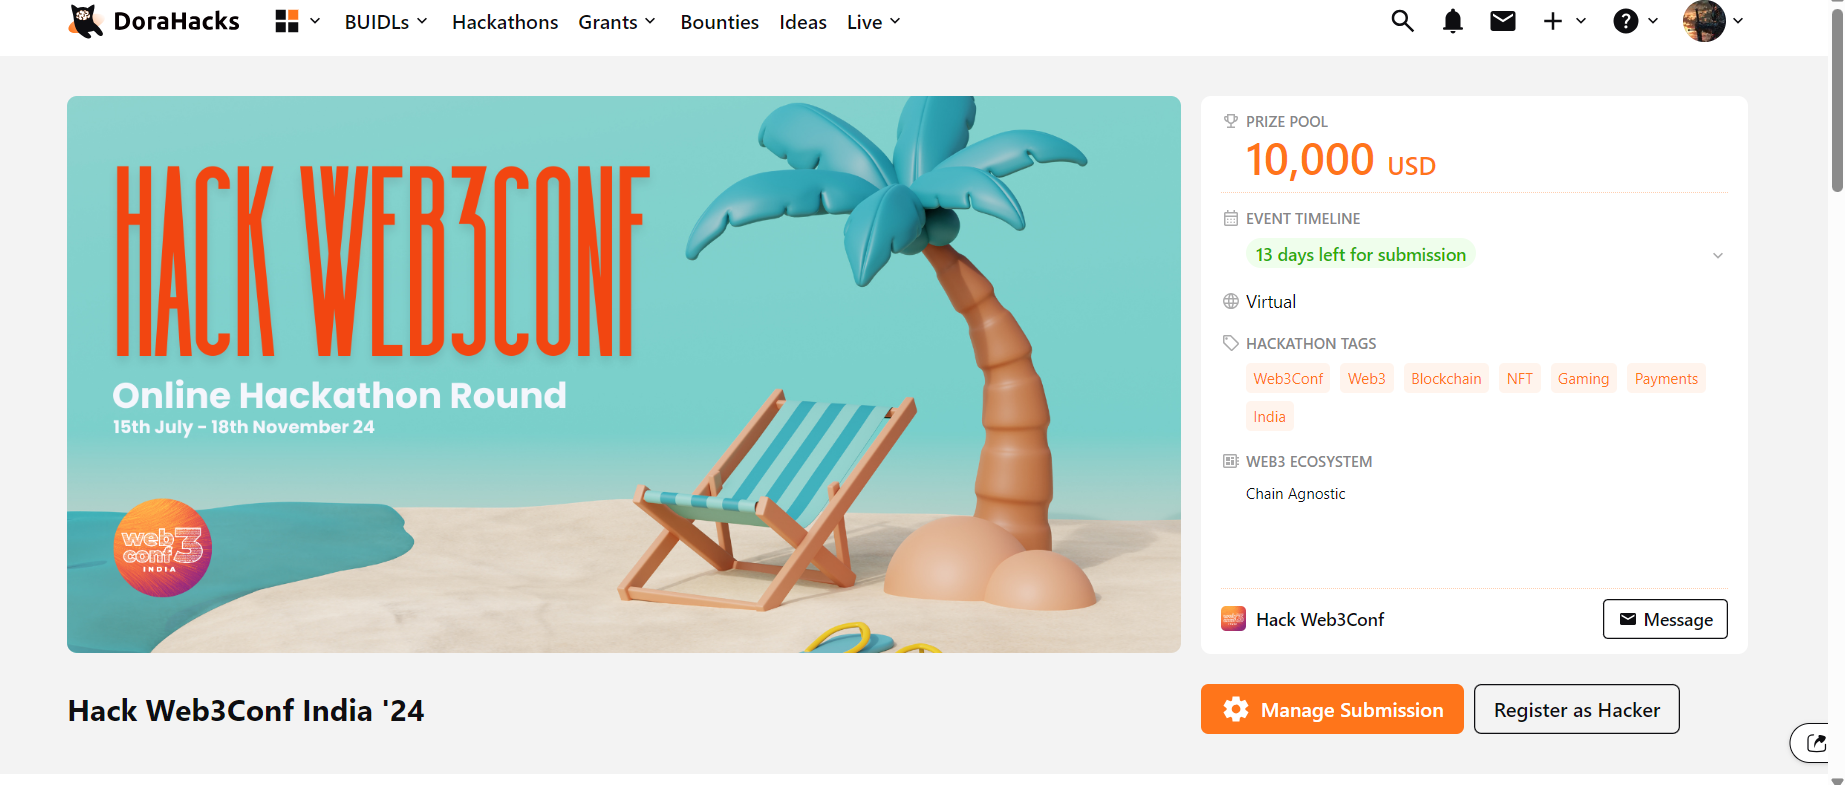 DoraHacks
BUIDLs
Hackathons
Grants
Bounties
Ideas
Live
HACK WEB3CONF
Online Hackathon Round
15th July - 18th November 24
web3
conf
INDIA
PRIZE POOL
10,000 USD
EVENT TIMELINE
13 days left for submission
Virtual
HACKATHON TAGS
Web3Conf Web3 Blockchain NFT Gaming Payments
India
WEB3 ECOSYSTEM
Chain Agnostic
Hack Web3Conf
Message
Hack Web3Conf India '24
Manage Submission
Register as Hacker